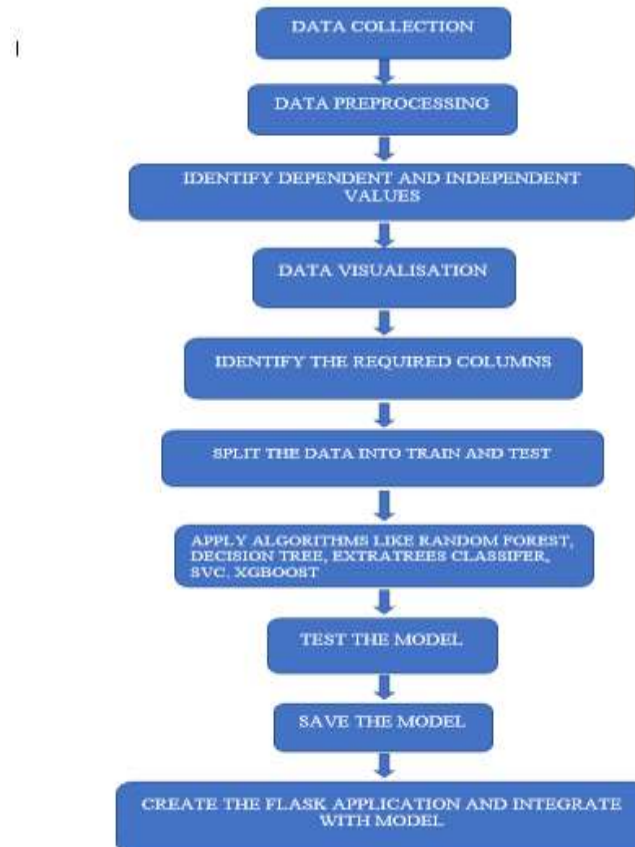 DATA COLLECTION
DATA PREPROCESSING
IDENTIFY DEPENDENT AND INDEPENDENT
VALUES
DATA VISUALISATION
IDENTIFY THE REQUIRED COLUMNS
SPLIT THE DATA INTO TRAIN AND TEST
APPLY ALGORITHMS LIKE RANDOM FOREST,
DECISION TREE, EXTRATREES CLASSIFER,
SVC, XGBOOST
TEST THE MODEL
SAVE THE MODEL
CREATE THE FLASK APPLICATION AND INTEGRATE
WITH MODEL